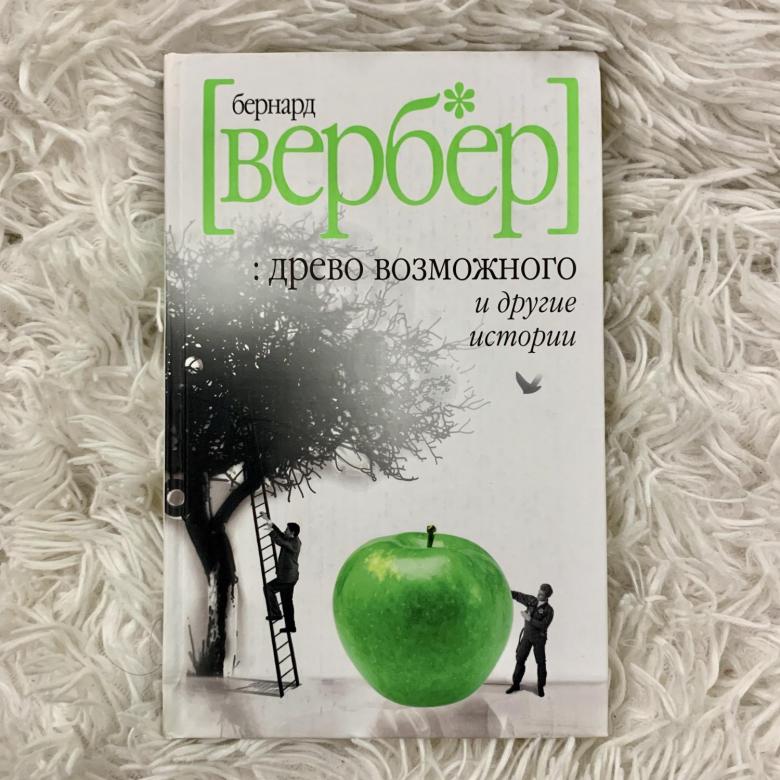 бернард
[вербер]
: древо возможного
и другие
истории